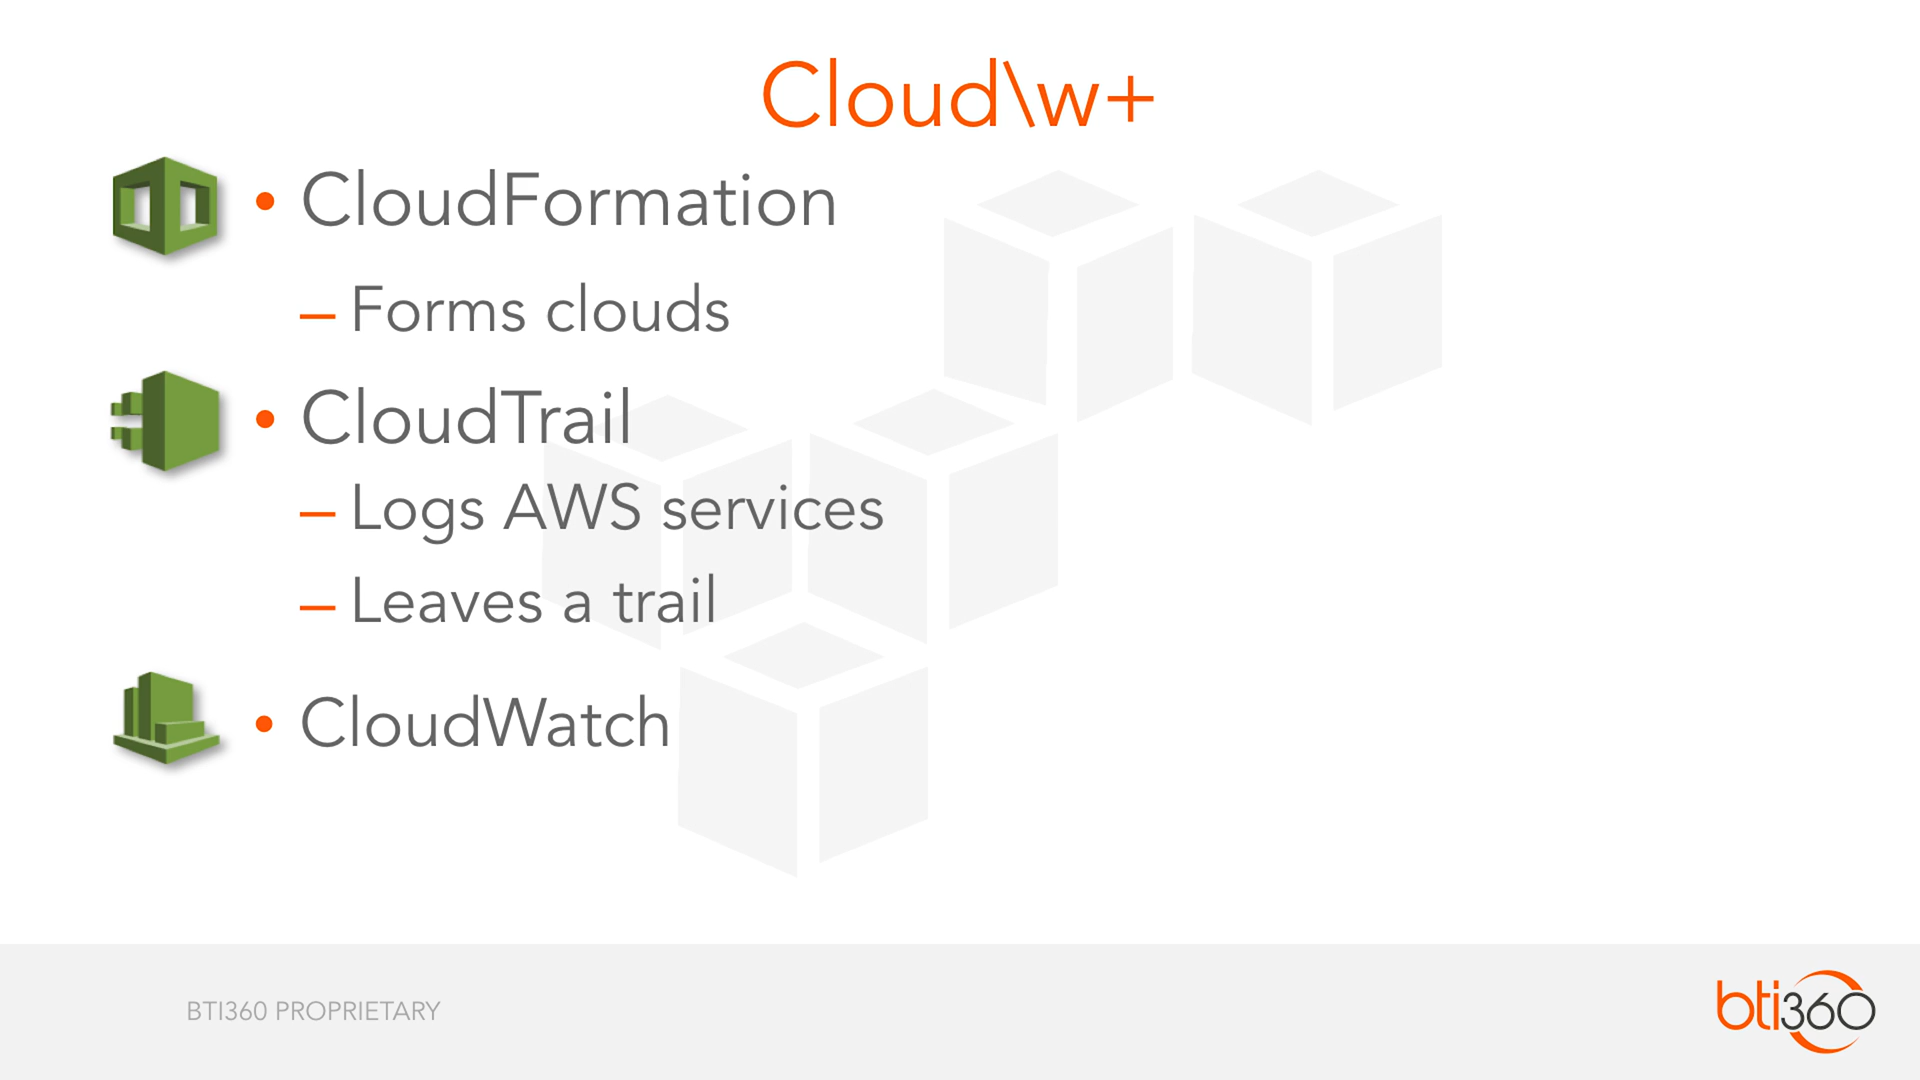 Cloud\w+
• CloudFormation
– Forms clouds
• CloudTrail
– Logs AWS services
– Leaves a trail
• CloudWatch
BTI360 PROPRIETARY
bti360